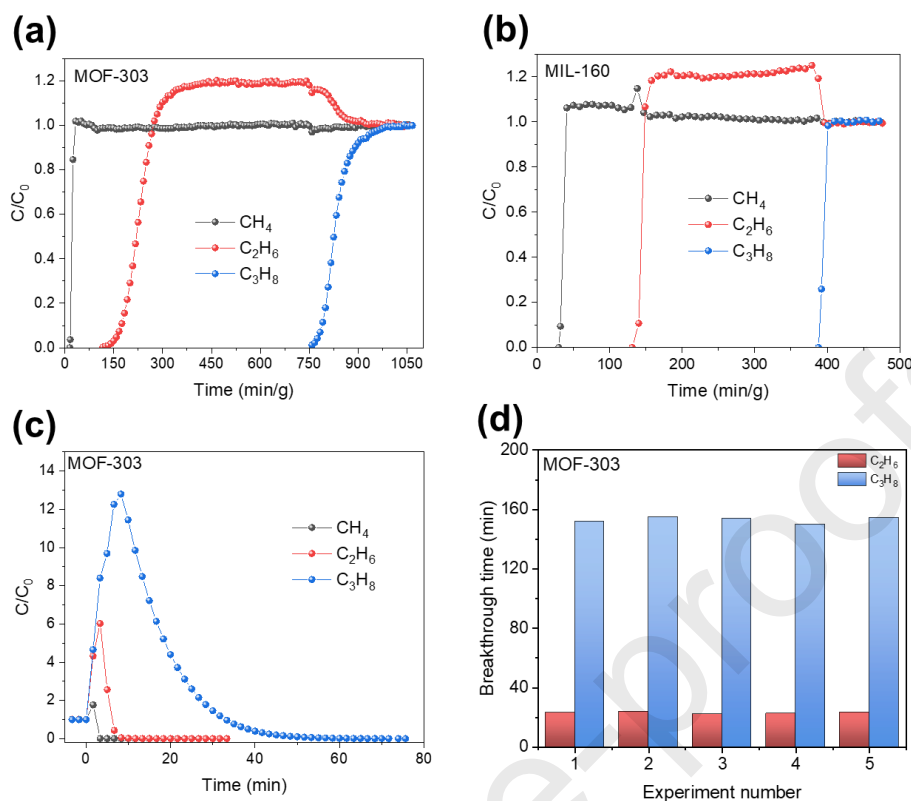 (a)
MOF-303
1.2
1.0
0.8
0.6
0.4
0.2
0.0
C/C₀
CH₄
C₂H₆
C₃H₈
0 150 300 450 600 750 900 1050
Time (min/g)
(b)
MIL-160
1.2
1.0
0.8
0.6
0.4
0.2
0.0
C/C₀
CH₄
C₂H₆
C₃H₈
0 100 200 300 400 500
Time (min/g)
(c)
MOF-303
14
12
10
8
6
4
2
0
C/C₀
CH₄
C₂H₆
C₃H₈
0 20 40 60 80
Time (min)
(d)
MOF-303
C₂H₆
C₃H₈
200
160
120
80
40
0
Breakthrough time (min)
1 2 3 4 5
Experiment number
e-proof